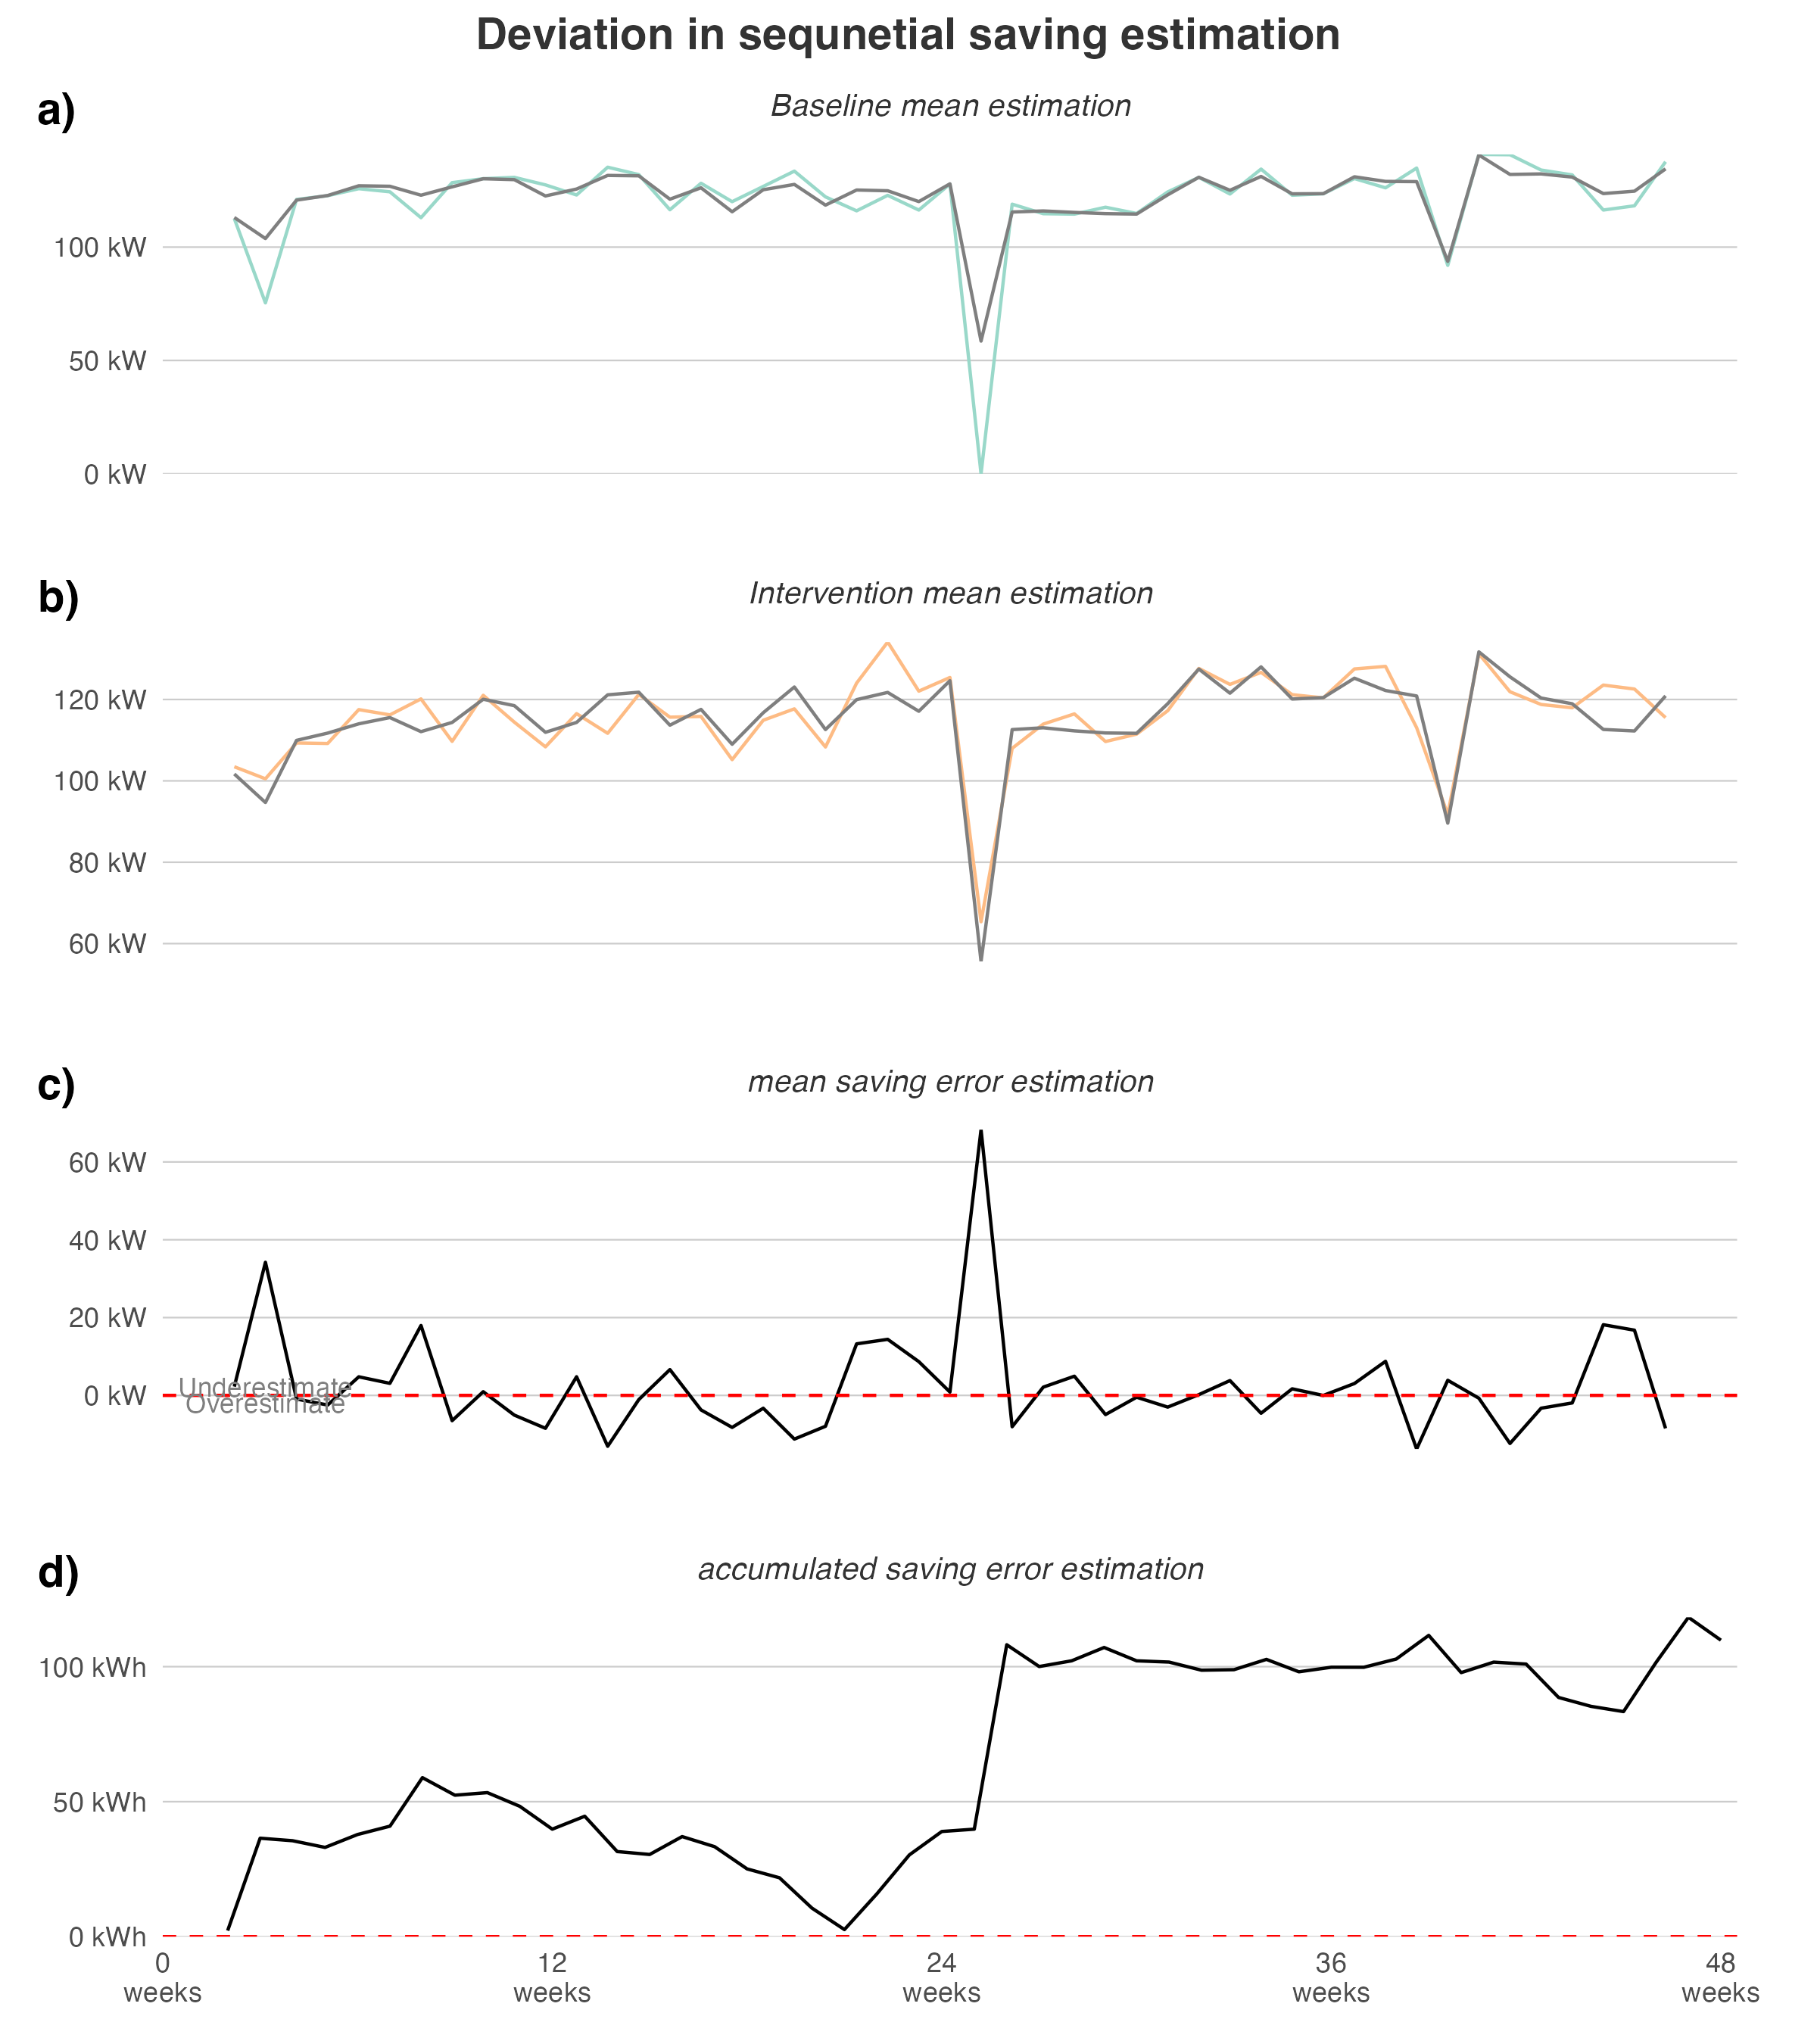 Deviation in sequnetial saving estimation
a)
Baseline mean estimation
100 kW
50 kW
0 kW
b)
Intervention mean estimation
120 kW
100 kW
80 kW
60 kW
c)
mean saving error estimation
60 kW
40 kW
20 kW
0 kW
Underestimate
Overestimate
d)
accumulated saving error estimation
100 kWh
50 kWh
0 kWh
0 12 24 36 48
weeks weeks weeks weeks weeks